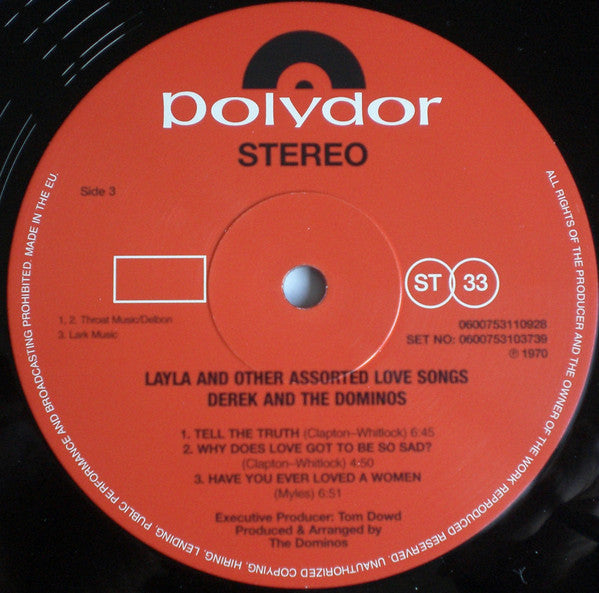 polydor
STEREO
Side 3
ST 33
1, 2. Throat Music/Delbon
3. Lark Music
0600753110928
SET NO: 0600753103739
℗ 1970
LAYLA AND OTHER ASSORTED LOVE SONGS
DEREK AND THE DOMINOS
1. TELL THE TRUTH (Clapton–Whitlock) 6:45
2. WHY DOES LOVE GOT TO BE SO SAD?
(Clapton–Whitlock) 4:50
3. HAVE YOU EVER LOVED A WOMEN
(Myles) 6:51
Executive Producer: Tom Dowd
Produced & Arranged by
The Dominos
ALL RIGHTS OF THE PRODUCER AND THE OWNER OF THE WORK REPRODUCED RESERVED. UNAUTHORIZED COPYING, HIRING, LENDING, PUBLIC PERFORMANCE AND BROADCASTING PROHIBITED. MADE IN THE EU.